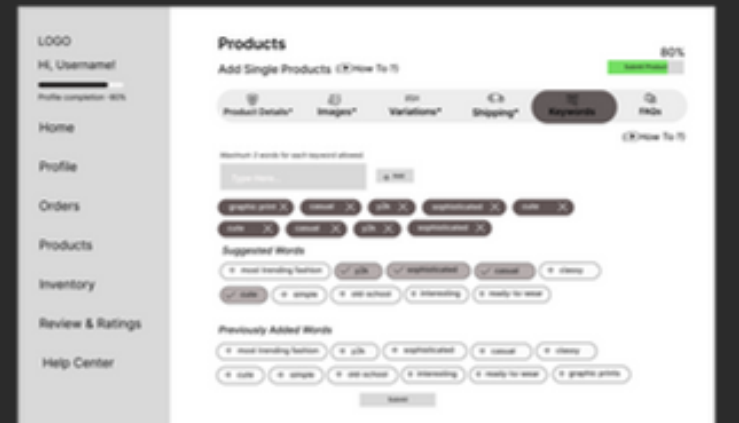 LOGO
Hi, Username!
Profile completion -80%
Home
Profile
Orders
Products
Inventory
Review & Ratings
Help Center
Products
80%
Add Single Products (How To ?)
Submit Product
Product Details* Images* Variations* Shipping* Keywords FAQs
(How To ?)
Maximum 2 words for each keyword allowed.
Type here...
graphic print casual y2k sophisticated cute
cute casual y2k sophisticated
Suggested Words
+ most trending fashion y2k sophisticated casual + classy
cute + simple + old school + interesting + ready-to-wear
Previously Added Words
+ most trending fashion + y2k + sophisticated + casual + classy
+ cute + simple + old school + interesting + ready-to-wear + graphic prints
Submit